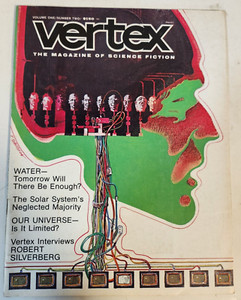 VOLUME ONE/NUMBER TWO
vertex
THE MAGAZINE OF SCIENCE FICTION
WATER—
Tomorrow Will
There Be Enough?
The Solar System's
Neglected Majority
OUR UNIVERSE—
Is It Limited?
Vertex Interviews
ROBERT
SILVERBERG